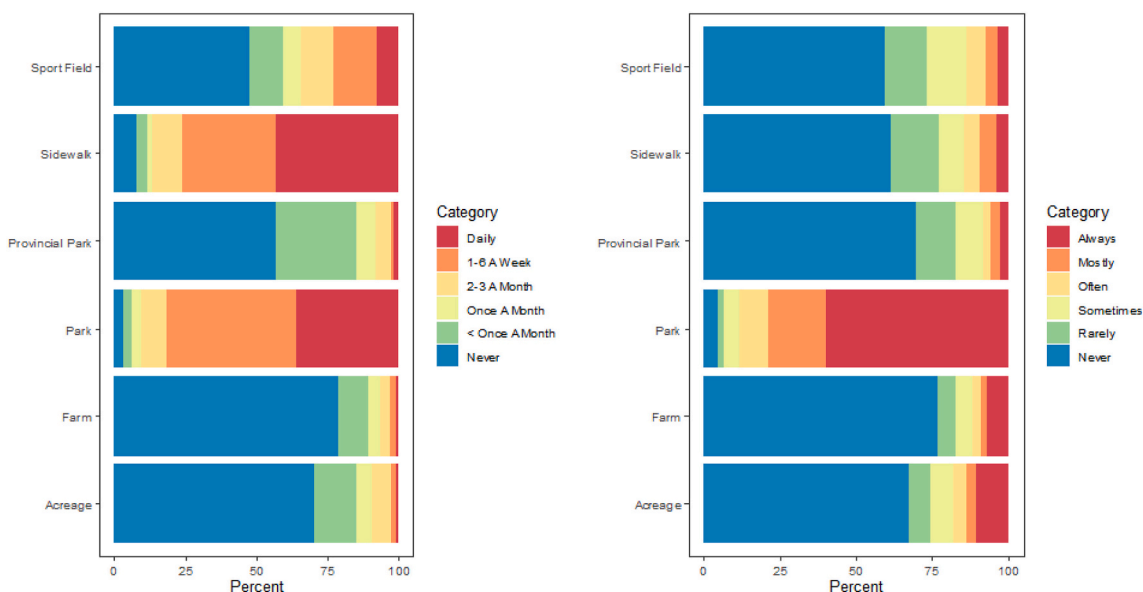 Sport Field
Sidewalk
Provincial Park
Park
Farm
Acreage
0 25 50 75 100
Percent
Category
Daily
1-6 A Week
2-3 A Month
Once A Month
< Once A Month
Never
Sport Field
Sidewalk
Provincial Park
Park
Farm
Acreage
0 25 50 75 100
Percent
Category
Always
Mostly
Often
Sometimes
Rarely
Never